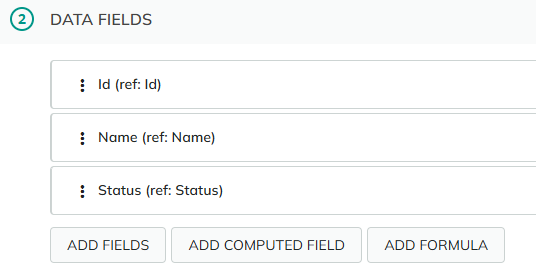 2 DATA FIELDS
Id (ref: Id)
Name (ref: Name)
Status (ref: Status)
ADD FIELDS ADD COMPUTED FIELD ADD FORMULA